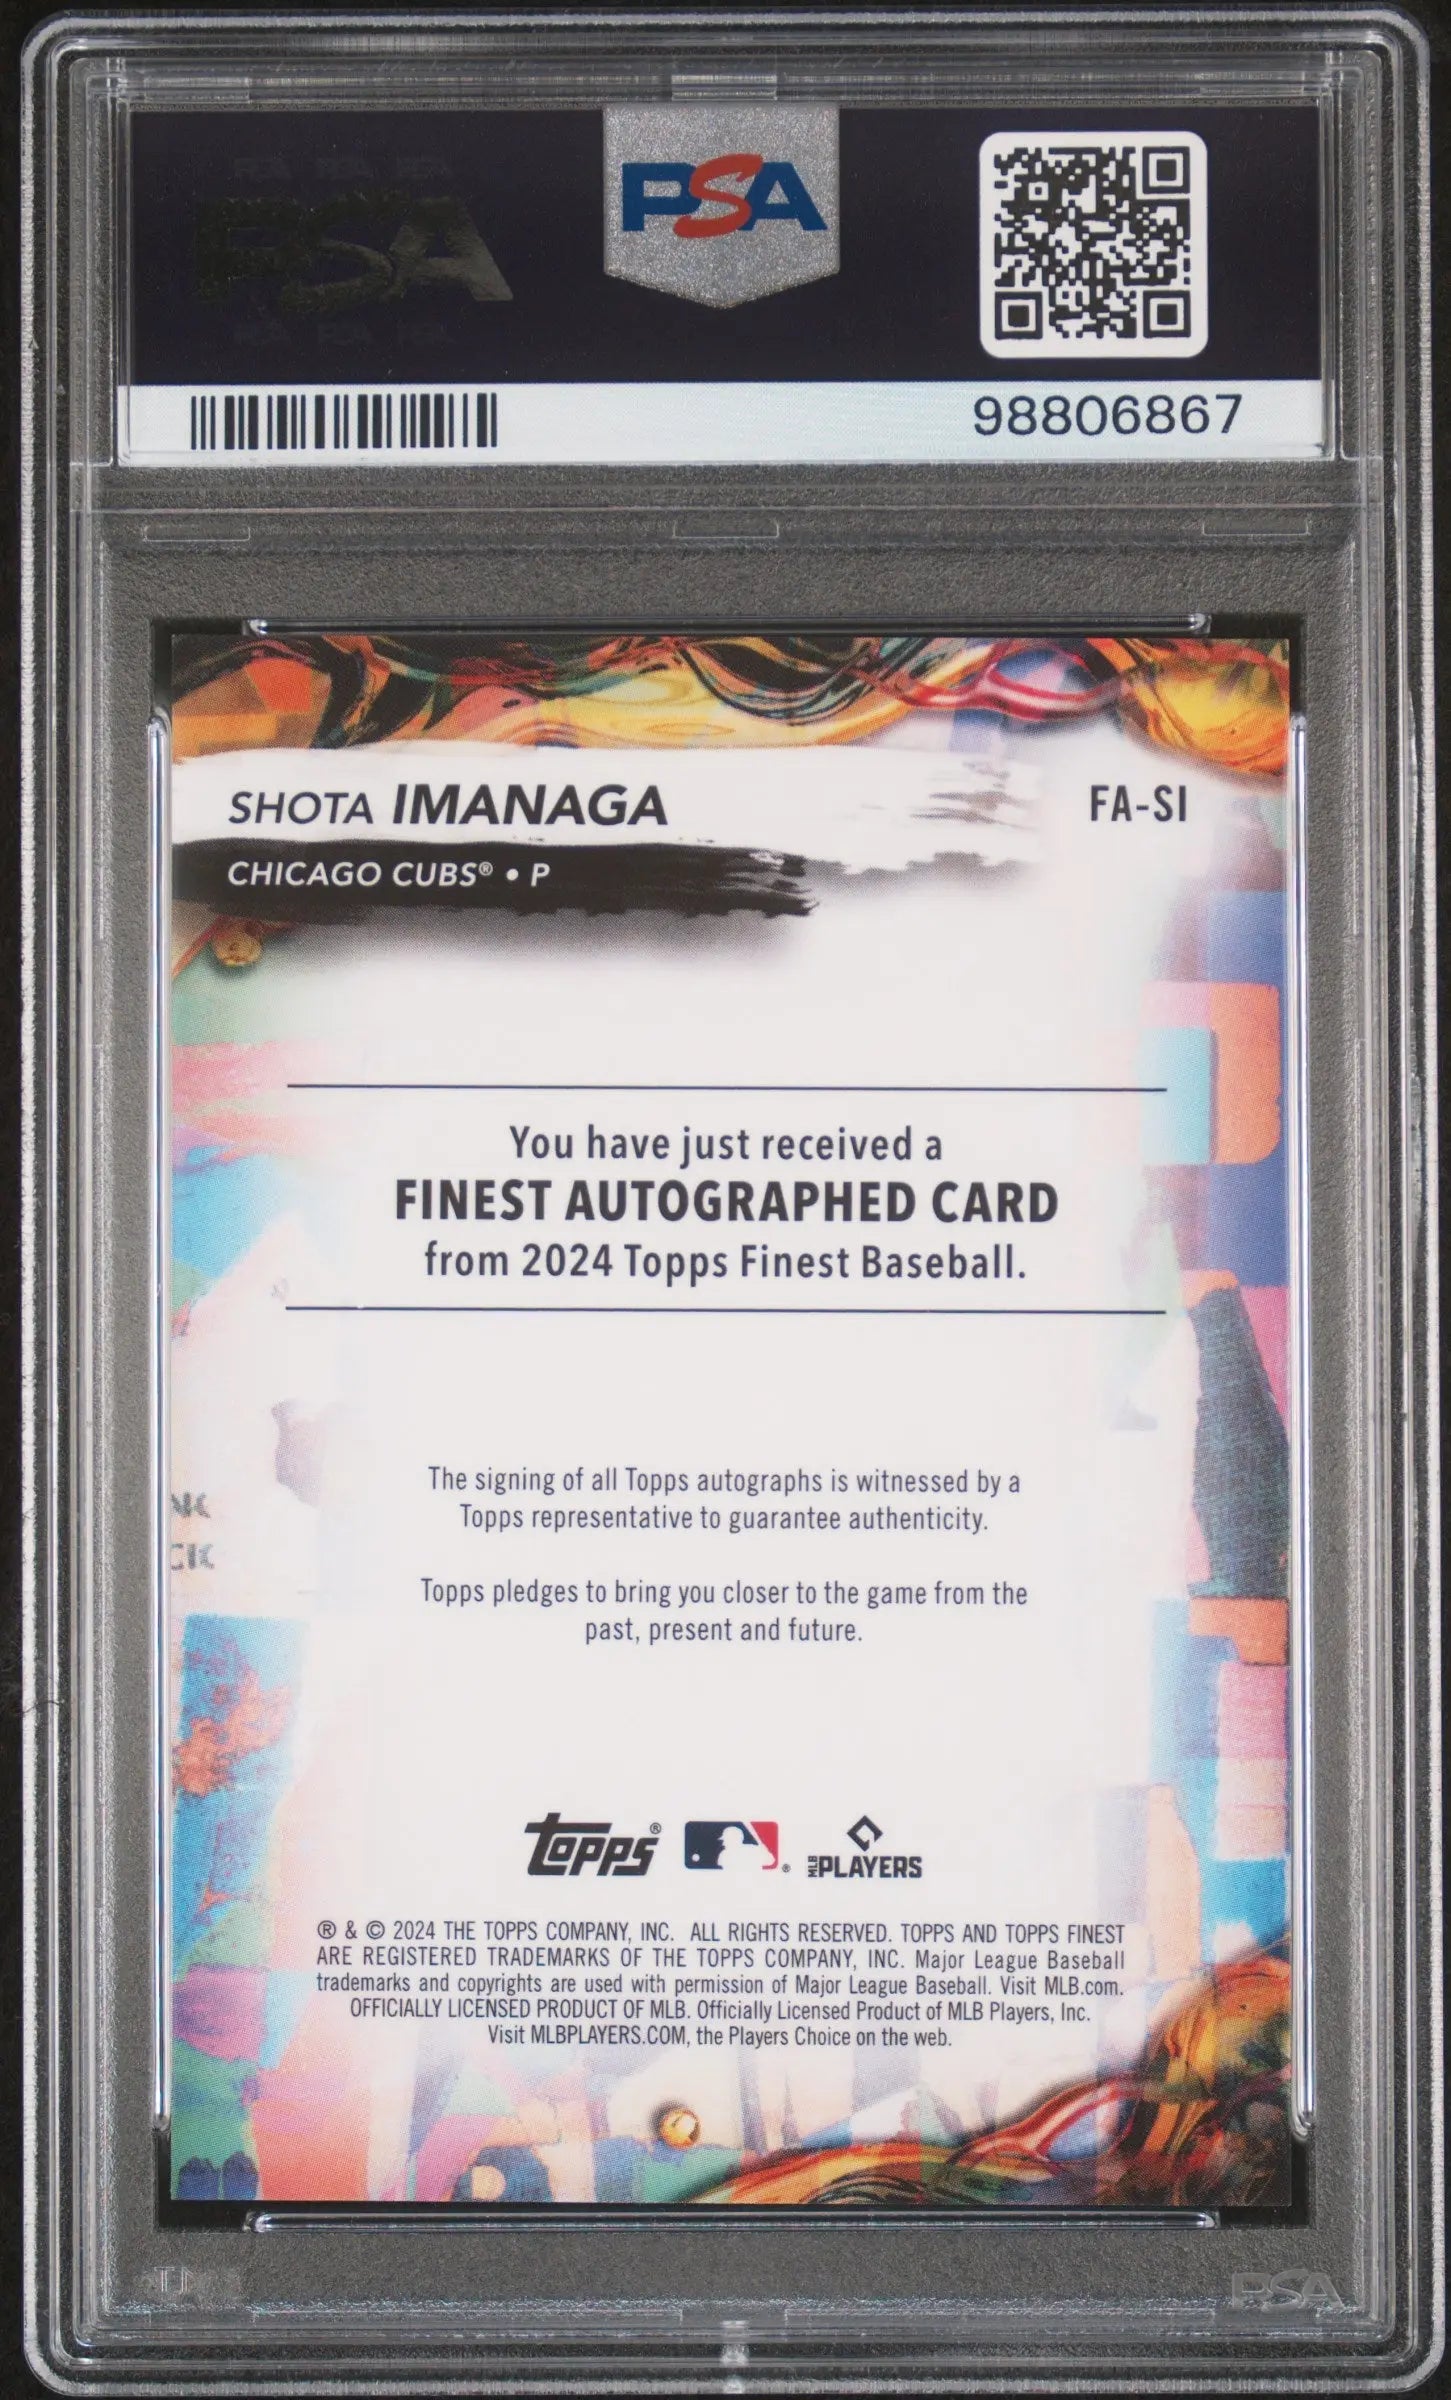 PSA
PSA
98806867
SHOTA IMANAGA
FA-SI
CHICAGO CUBS® • P
You have just received a
FINEST AUTOGRAPHED CARD
from 2024 Topps Finest Baseball.
The signing of all Topps autographs is witnessed by a
Topps representative to guarantee authenticity.
Topps pledges to bring you closer to the game from the
past, present and future.
topps® ® MLB PLAYERS
® & © 2024 THE TOPPS COMPANY, INC. ALL RIGHTS RESERVED. TOPPS AND TOPPS FINEST
ARE REGISTERED TRADEMARKS OF THE TOPPS COMPANY, INC. Major League Baseball
trademarks and copyrights are used with permission of Major League Baseball. Visit MLB.com.
OFFICIALLY LICENSED PRODUCT OF MLB. Officially Licensed Product of MLB Players, Inc.
Visit MLBPLAYERS.COM, the Players Choice on the web.
PSA